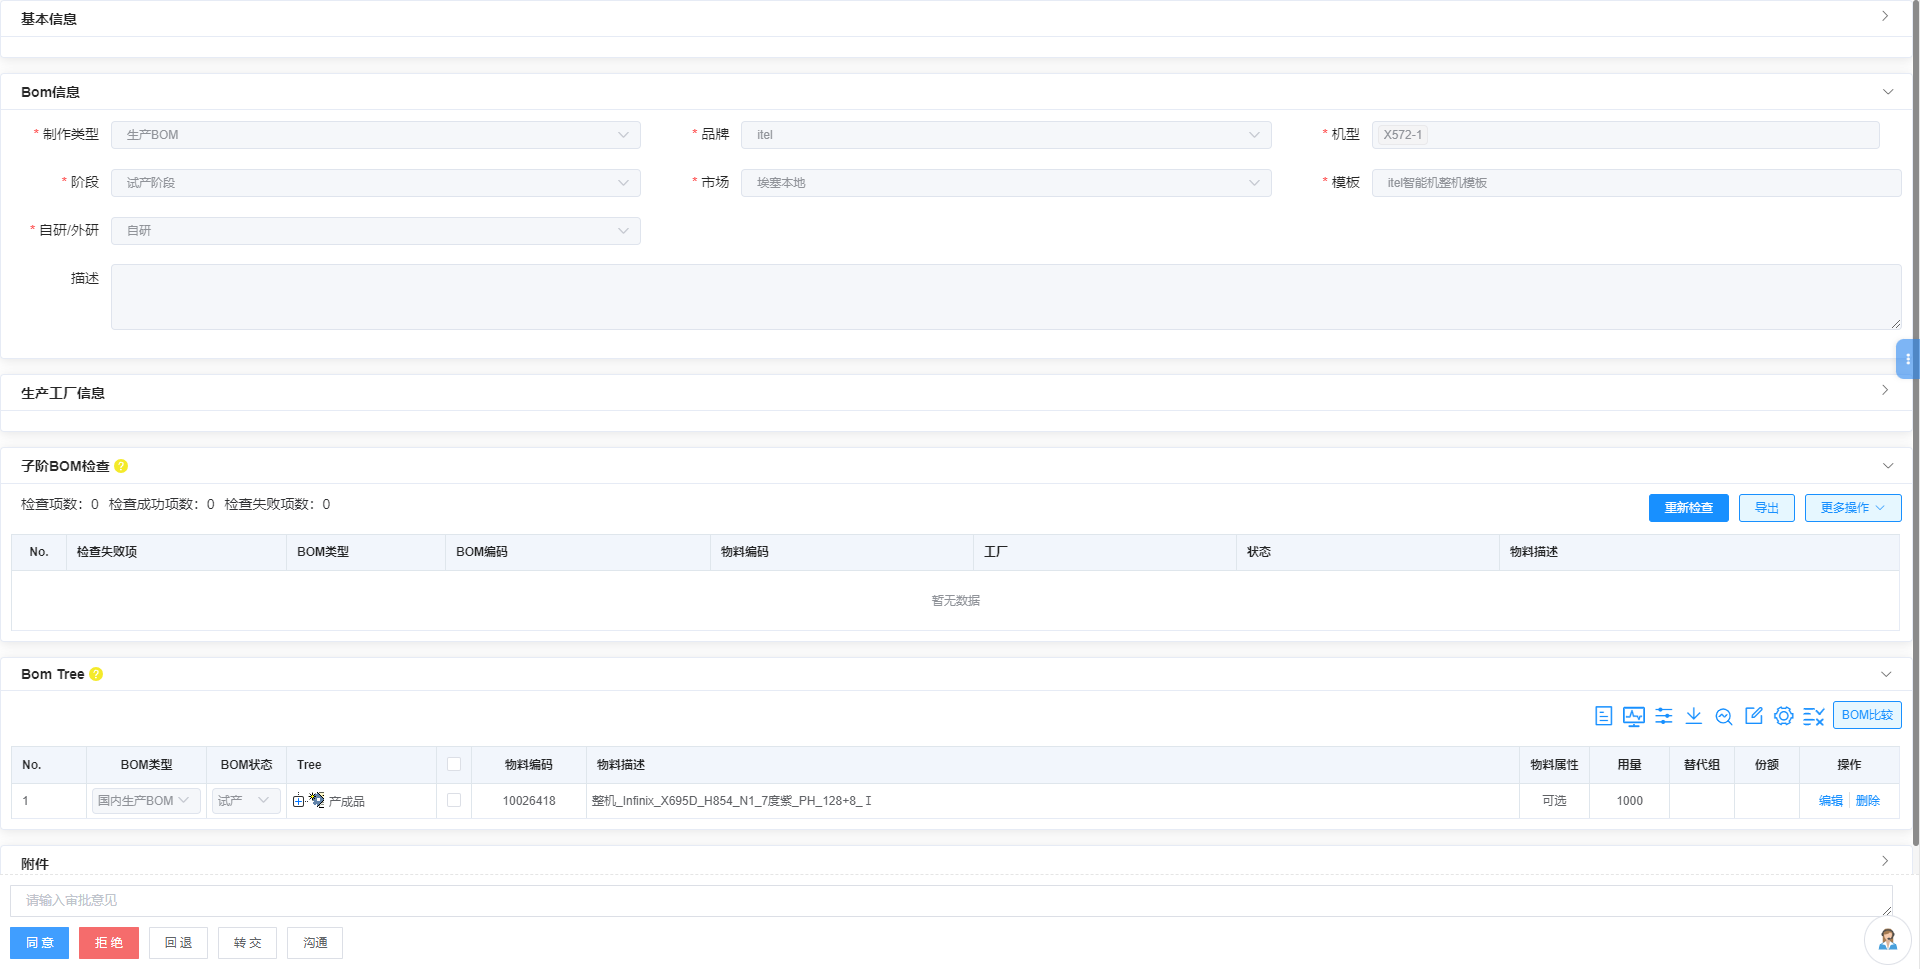 基本信息
Bom信息
* 制作类型 生产BOM * 品牌 itel * 机型 X572-1
* 阶段 试产阶段 * 市场 埃塞本地 * 模板 itel智能机整机模板
* 自研/外研 自研
描述
生产工厂信息
子阶BOM检查 ?
检查项数：0 检查成功项数：0 检查失败项数：0 重新检查 导出 更多操作
No. 检查失败项 BOM类型 BOM编码 物料编码 工厂 状态 物料描述
暂无数据
Bom Tree ?
BOM比较
No. BOM类型 BOM状态 Tree 物料编码 物料描述 物料属性 用量 替代组 份额 操作
1 国内生产BOM 试产 产成品 10026418 整机_Infinix_X695D_H854_N1_7度紫_PH_128+8_ I 可选 1000 编辑 删除
附件
请输入审批意见
同意 拒绝 回退 转交 沟通